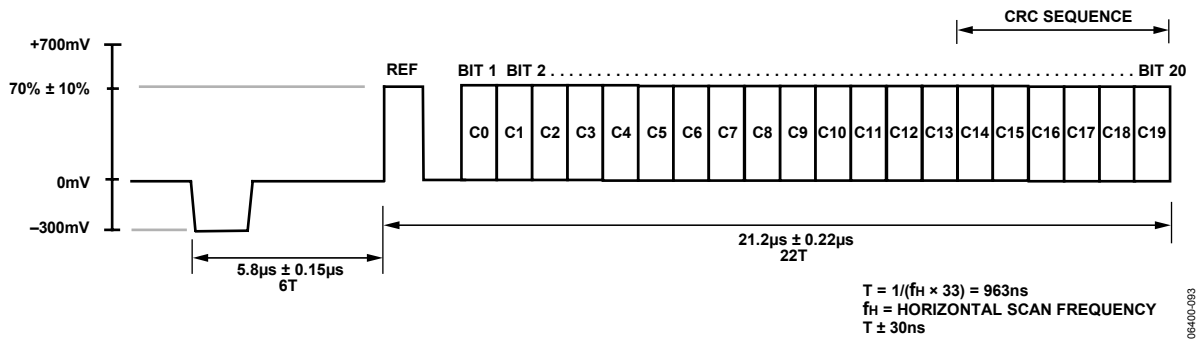 CRC SEQUENCE
+700mV
REF
BIT 1 BIT 2 . . . . . . . . . . . . . . . . . . . . . . . . . . . . . . . . . . . . . . . . . . . . . . . . . . . . . . . . . . . . . . . . . . . . . . . . . BIT 20
70% ± 10%
C0 C1 C2 C3 C4 C5 C6 C7 C8 C9 C10 C11 C12 C13 C14 C15 C16 C17 C18 C19
0mV
–300mV
21.2µs ± 0.22µs
22T
5.8µs ± 0.15µs
6T
T = 1/(fH × 33) = 963ns
fH = HORIZONTAL SCAN FREQUENCY
T ± 30ns
06400-093